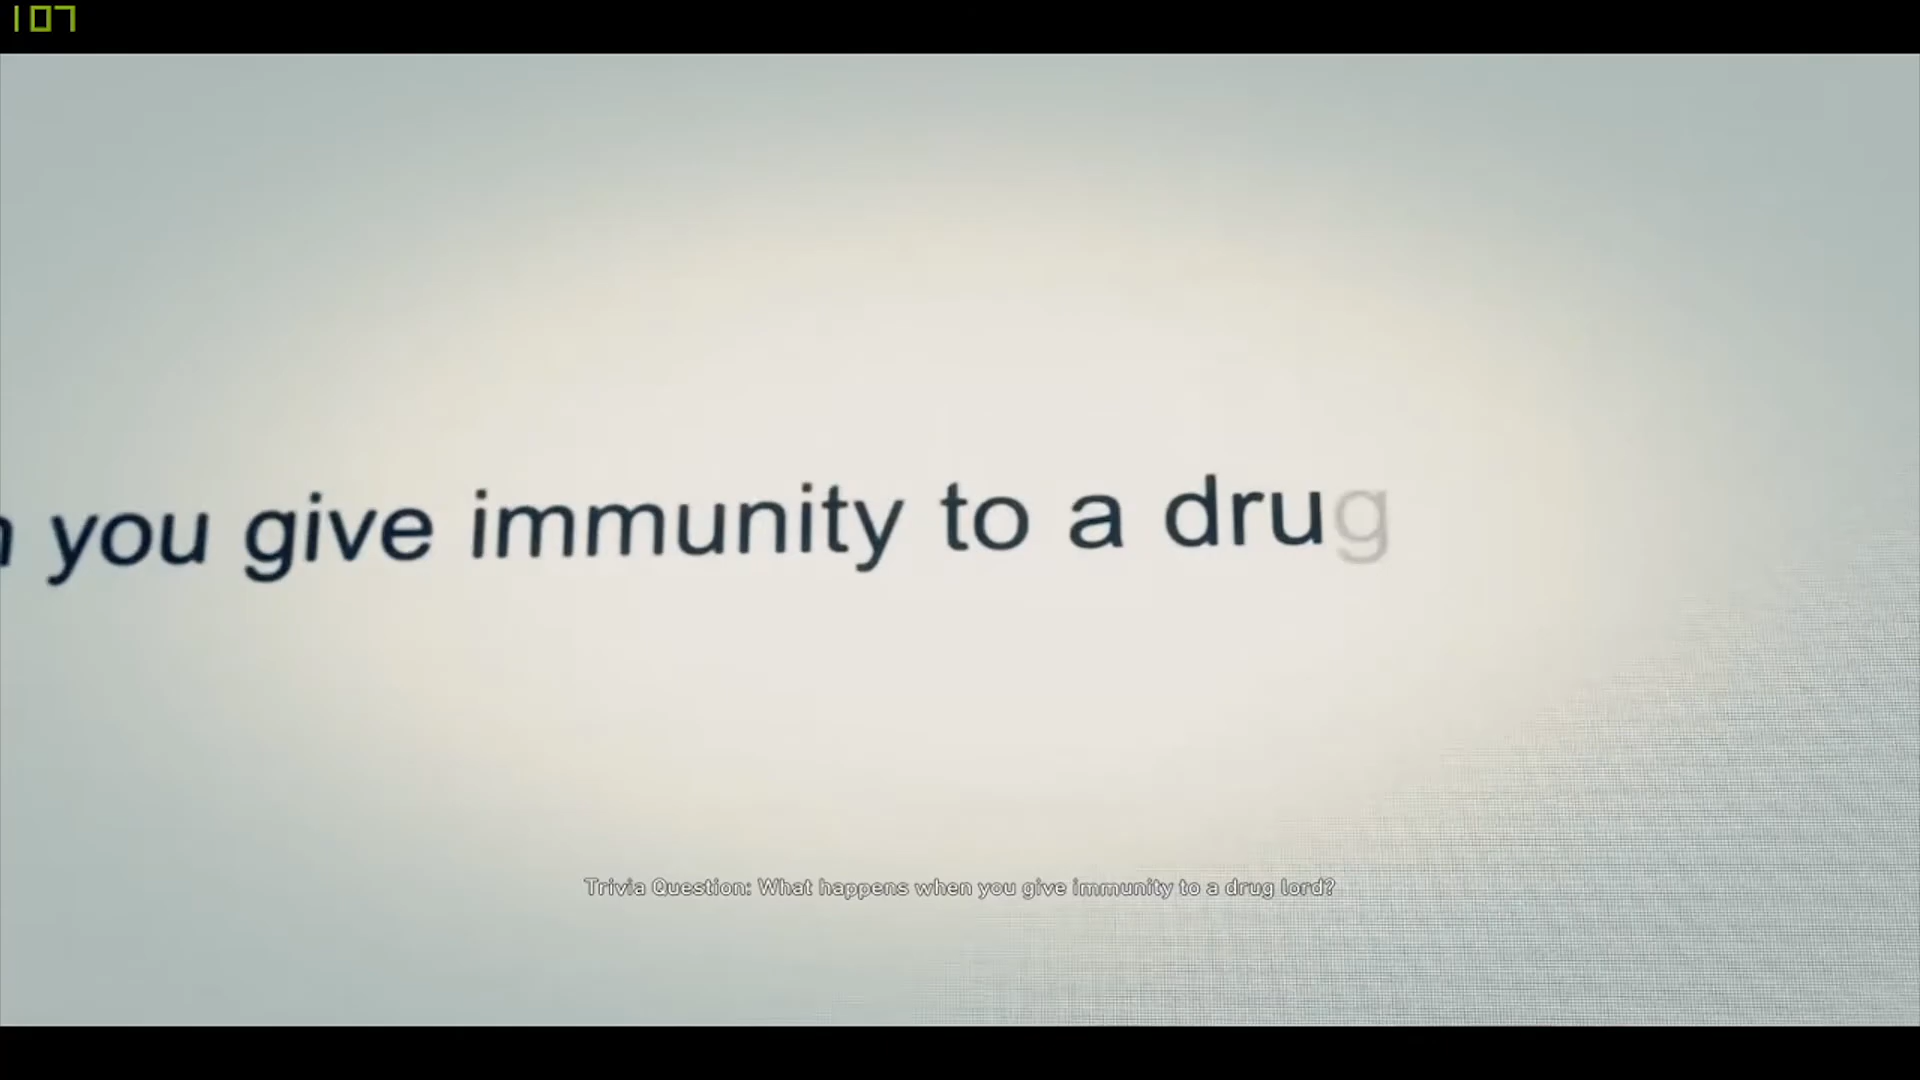 107
n you give immunity to a drug
Trivia Question: What happens when you give immunity to a drug lord?